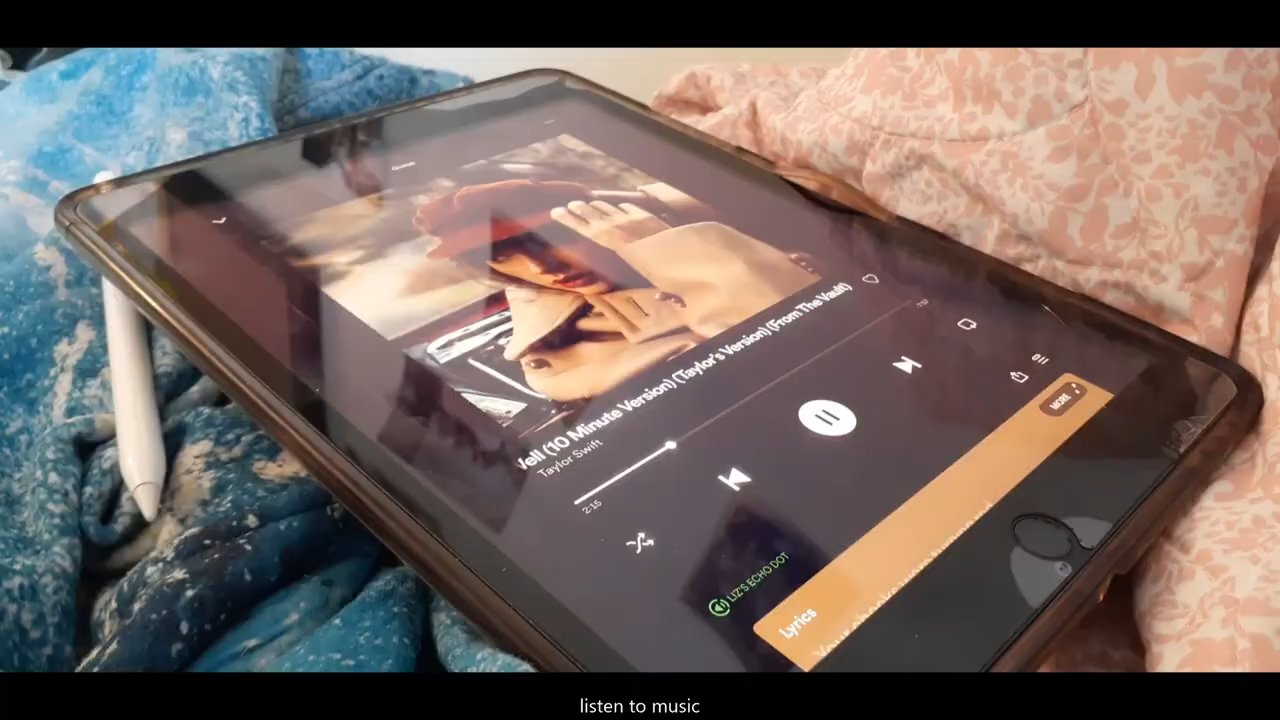 Vell (10 Minute Version) (Taylor's Version) (From The Vault)
Taylor Swift
2:15
LIZ'S ECHO DOT
MORE
Lyrics
listen to music